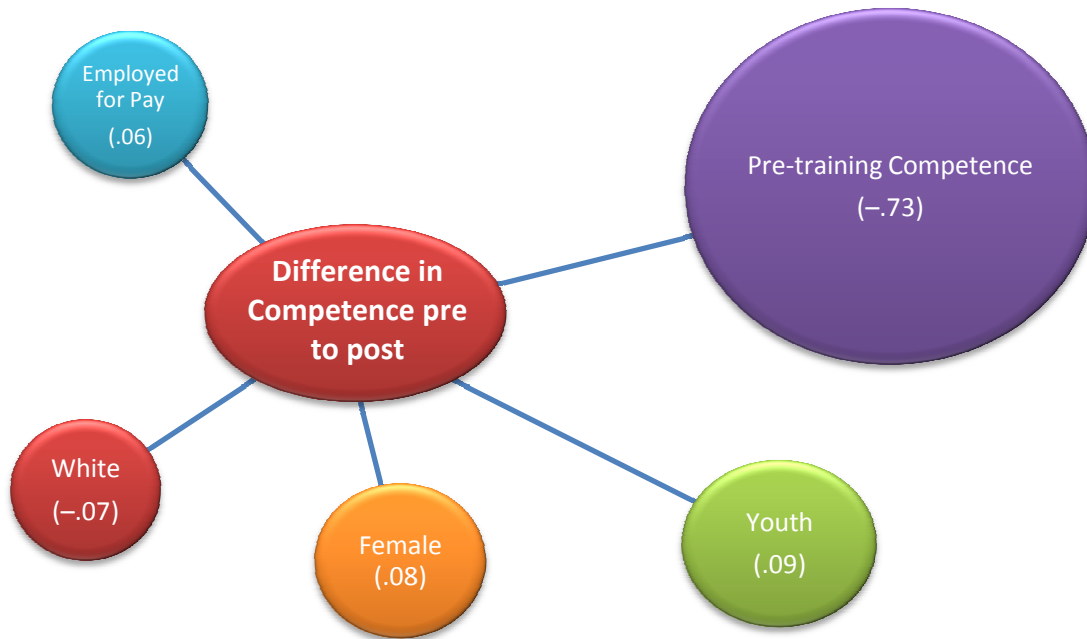 Employed
for Pay
(.06)
Pre-training Competence
(–.73)
Difference in
Competence pre
to post
White
(–.07)
Female
(.08)
Youth
(.09)